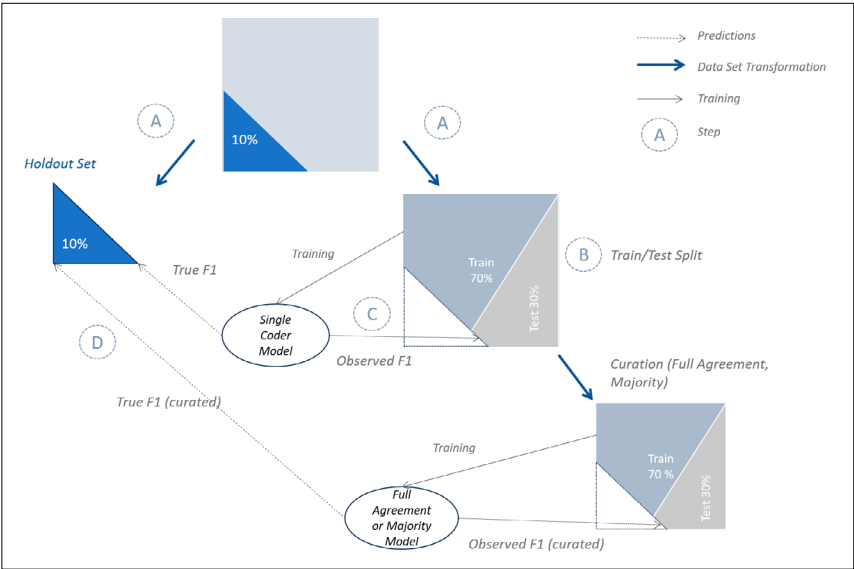 Predictions
Data Set Transformation
Training
A
Step
A
A
10%
Holdout Set
10%
True F1
Training
Train
70%
Test 30%
B
Train/Test Split
C
Single
Coder
Model
Observed F1
D
Curation (Full Agreement,
Majority)
True F1 (curated)
Training
Train
70 %
Test 30%
Full
Agreement
or Majority
Model
Observed F1 (curated)